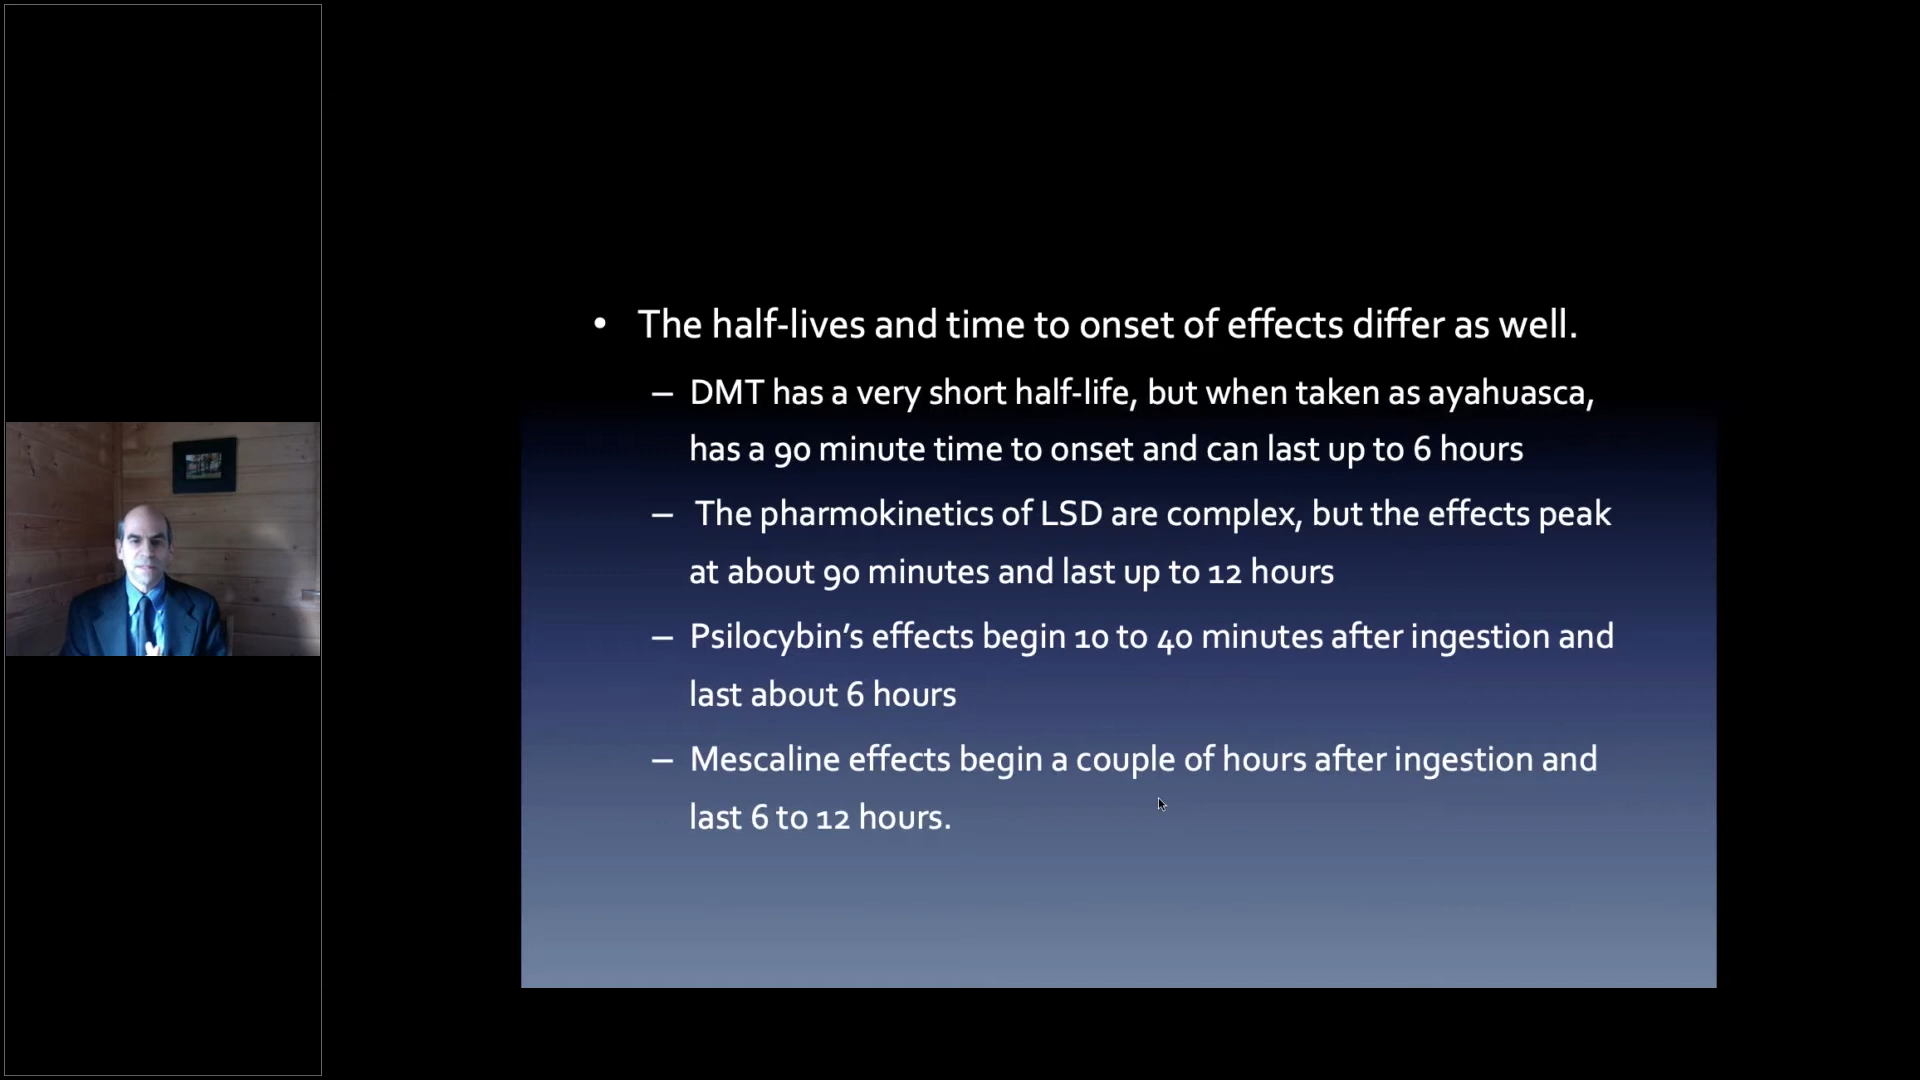 • The half-lives and time to onset of effects differ as well.
– DMT has a very short half-life, but when taken as ayahuasca,
has a 90 minute time to onset and can last up to 6 hours
– The pharmokinetics of LSD are complex, but the effects peak
at about 90 minutes and last up to 12 hours
– Psilocybin’s effects begin 10 to 40 minutes after ingestion and
last about 6 hours
– Mescaline effects begin a couple of hours after ingestion and
last 6 to 12 hours.